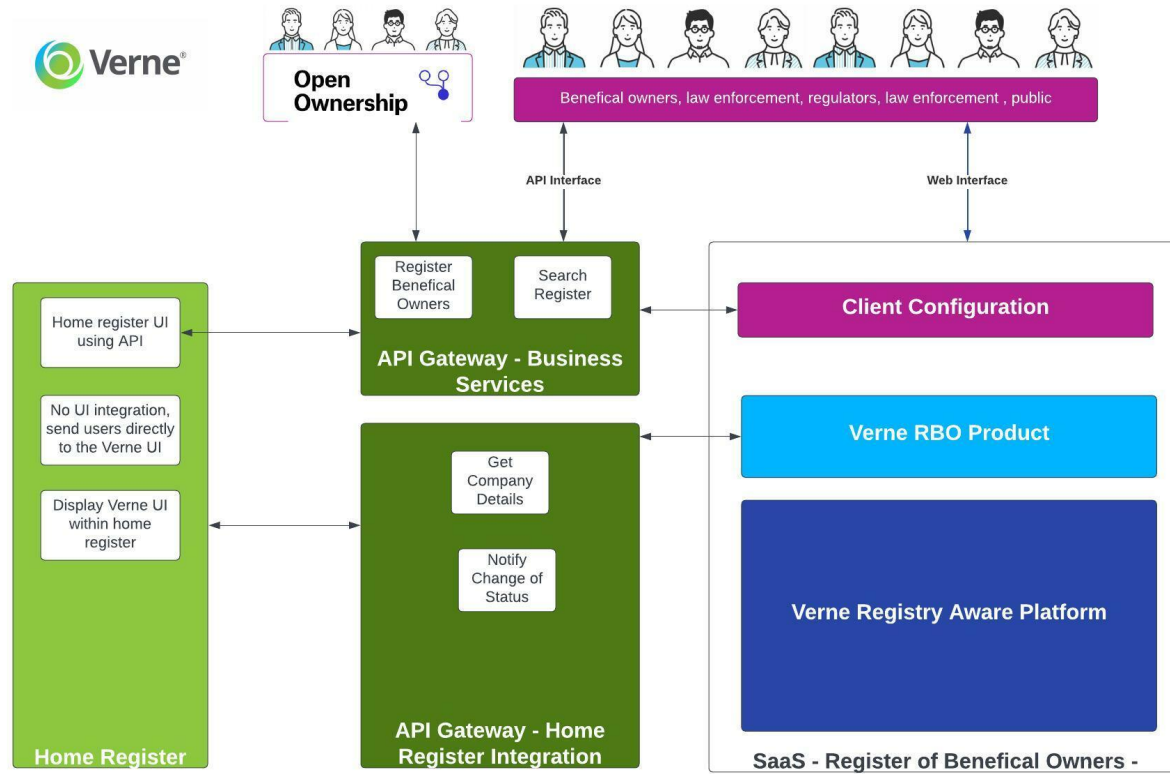 Verne®
Open
Ownership
Benefical owners, law enforcement, regulators, law enforcement , public
API Interface
Web Interface
Register
Benefical
Owners
Search
Register
API Gateway - Business
Services
Client Configuration
Home register UI
using API
No UI integration,
send users directly
to the Verne UI
Display Verne UI
within home
register
Home Register
Get
Company
Details
Notify
Change of
Status
API Gateway - Home
Register Integration
Verne RBO Product
Verne Registry Aware Platform
SaaS - Register of Benefical Owners -